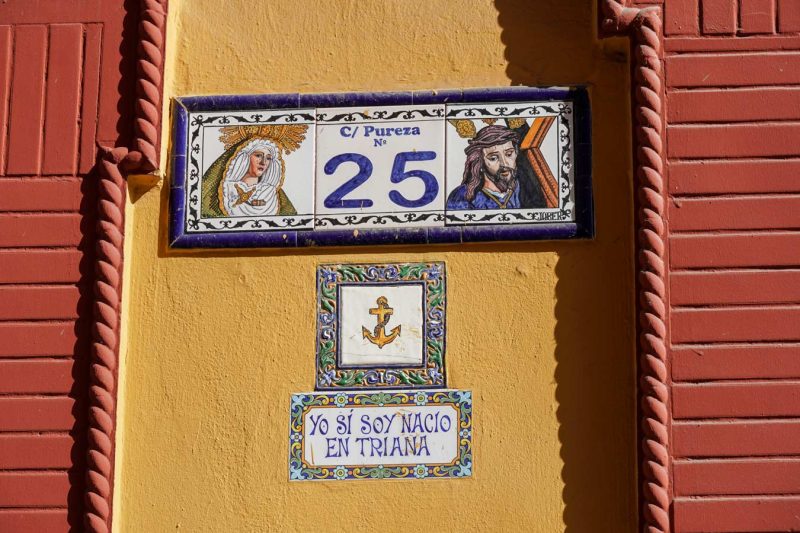 C/ Pureza
Nº
25
YO SÍ SOY NACIO
EN TRIANA